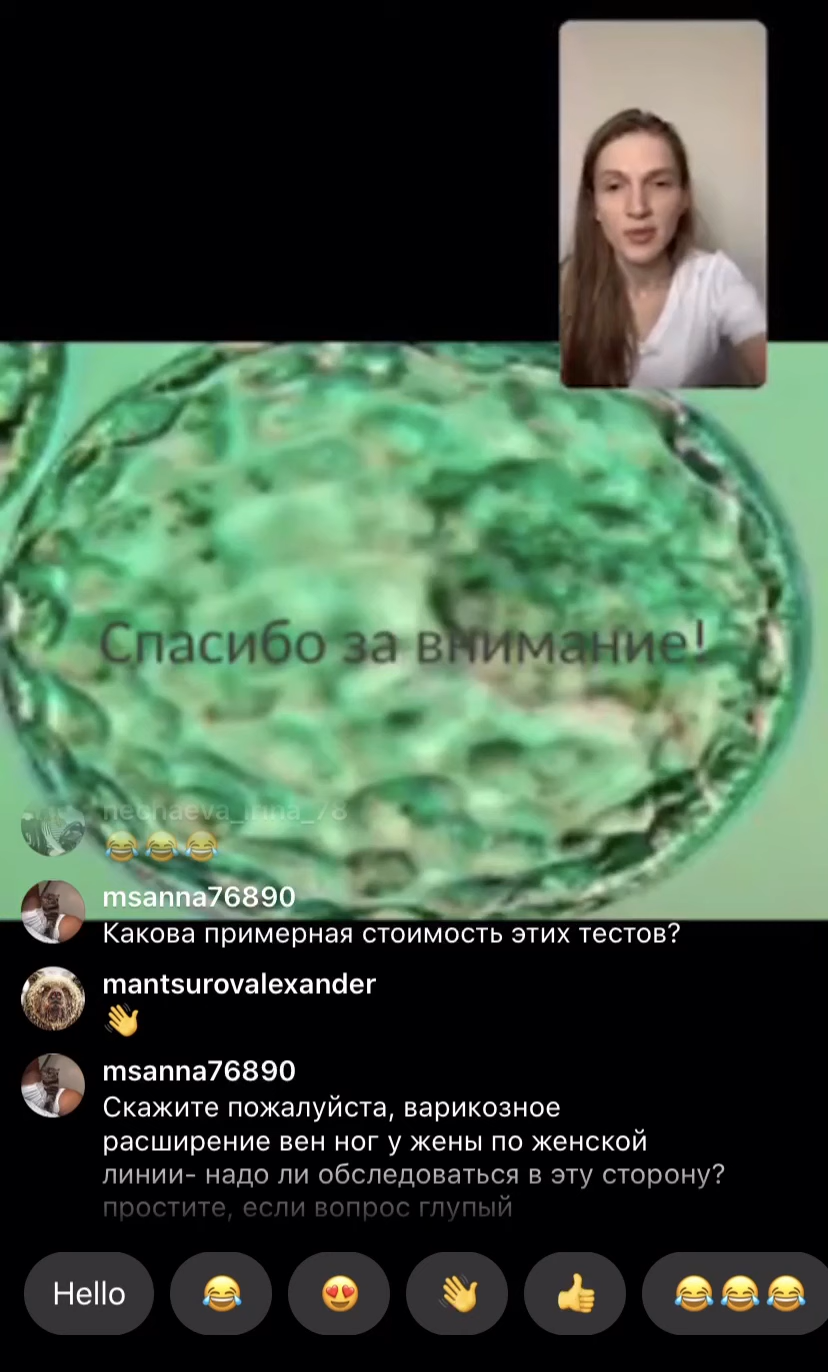 Спасибо за внимание!
nechaeva_irina_78
😂😂😂
msanna76890
Какова примерная стоимость этих тестов?
mantsurovalexander
👋
msanna76890
Скажите пожалуйста, варикозное
расширение вен ног у жены по женской
линии- надо ли обследоваться в эту сторону?
простите, если вопрос глупый
Hello 😂 😍 👋 👍 😂😂😂